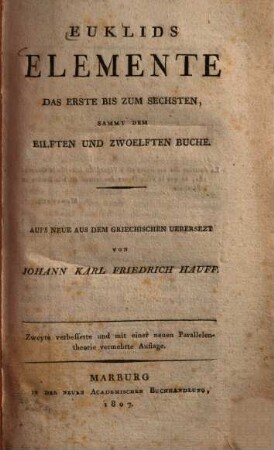 EUKLIDS
ELEMENTE
DAS ERSTE BIS ZUM SECHSTEN,
SAMMT DEM
EILFTEN UND ZWOELFTEN BUCHE.
AUFS NEUE AUS DEM GRIECHISCHEN UEBERSEZT
VON
JOHANN KARL FRIEDRICH HAUFF.
Zweyte verbesserte und mit einer neuen Parallelen-
theorie vermehrte Auflage.
MARBURG
IN DER NEUEN ACADEMISCHEN BUCHHANDLUNG,
1807.